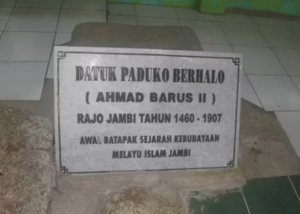 DATUK PADUKO BERHALO
( AHMAD BARUS II )
RAJO JAMBI TAHUN 1460 - 1907
AWAL BATAPAK SEJARAH KEBUDAYAAN
MELAYU ISLAM JAMBI